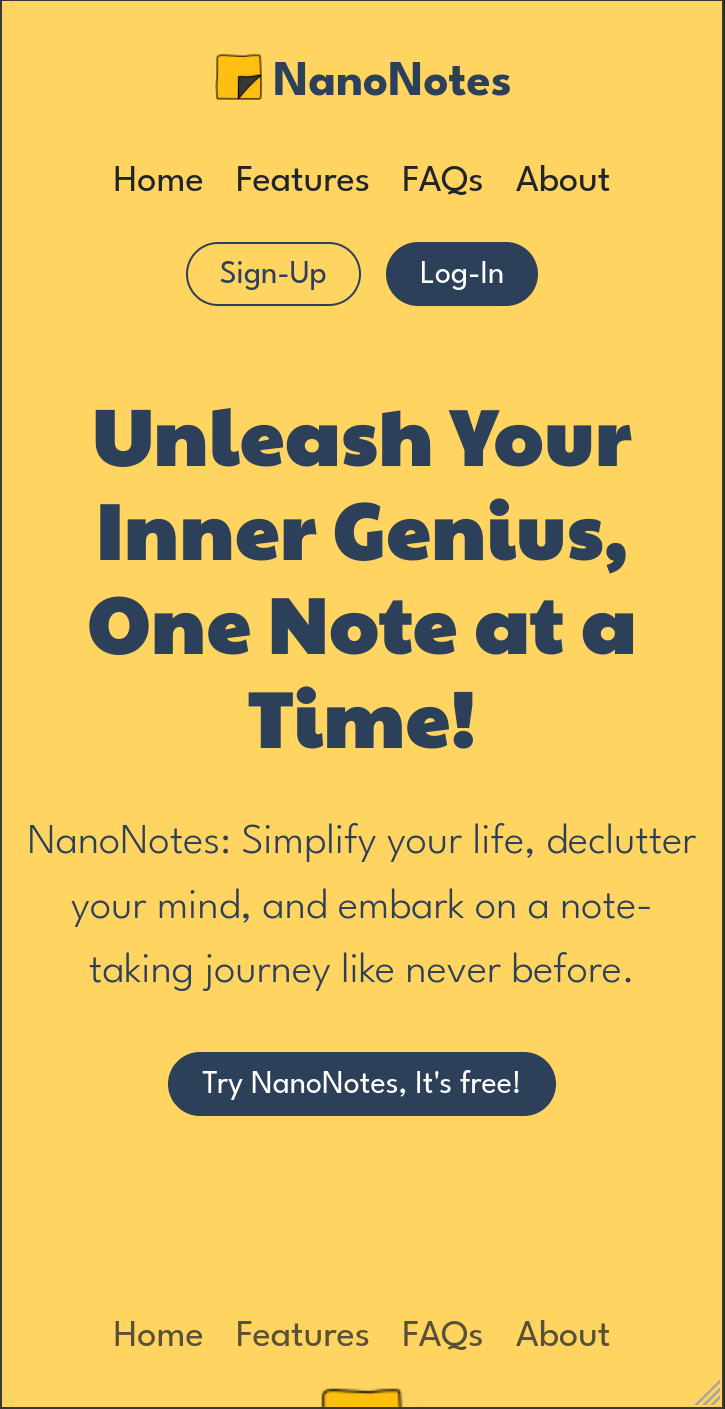 NanoNotes
Home Features FAQs About
Sign-Up Log-In
Unleash Your
Inner Genius,
One Note at a
Time!
NanoNotes: Simplify your life, declutter
your mind, and embark on a note-
taking journey like never before.
Try NanoNotes, It's free!
Home Features FAQs About